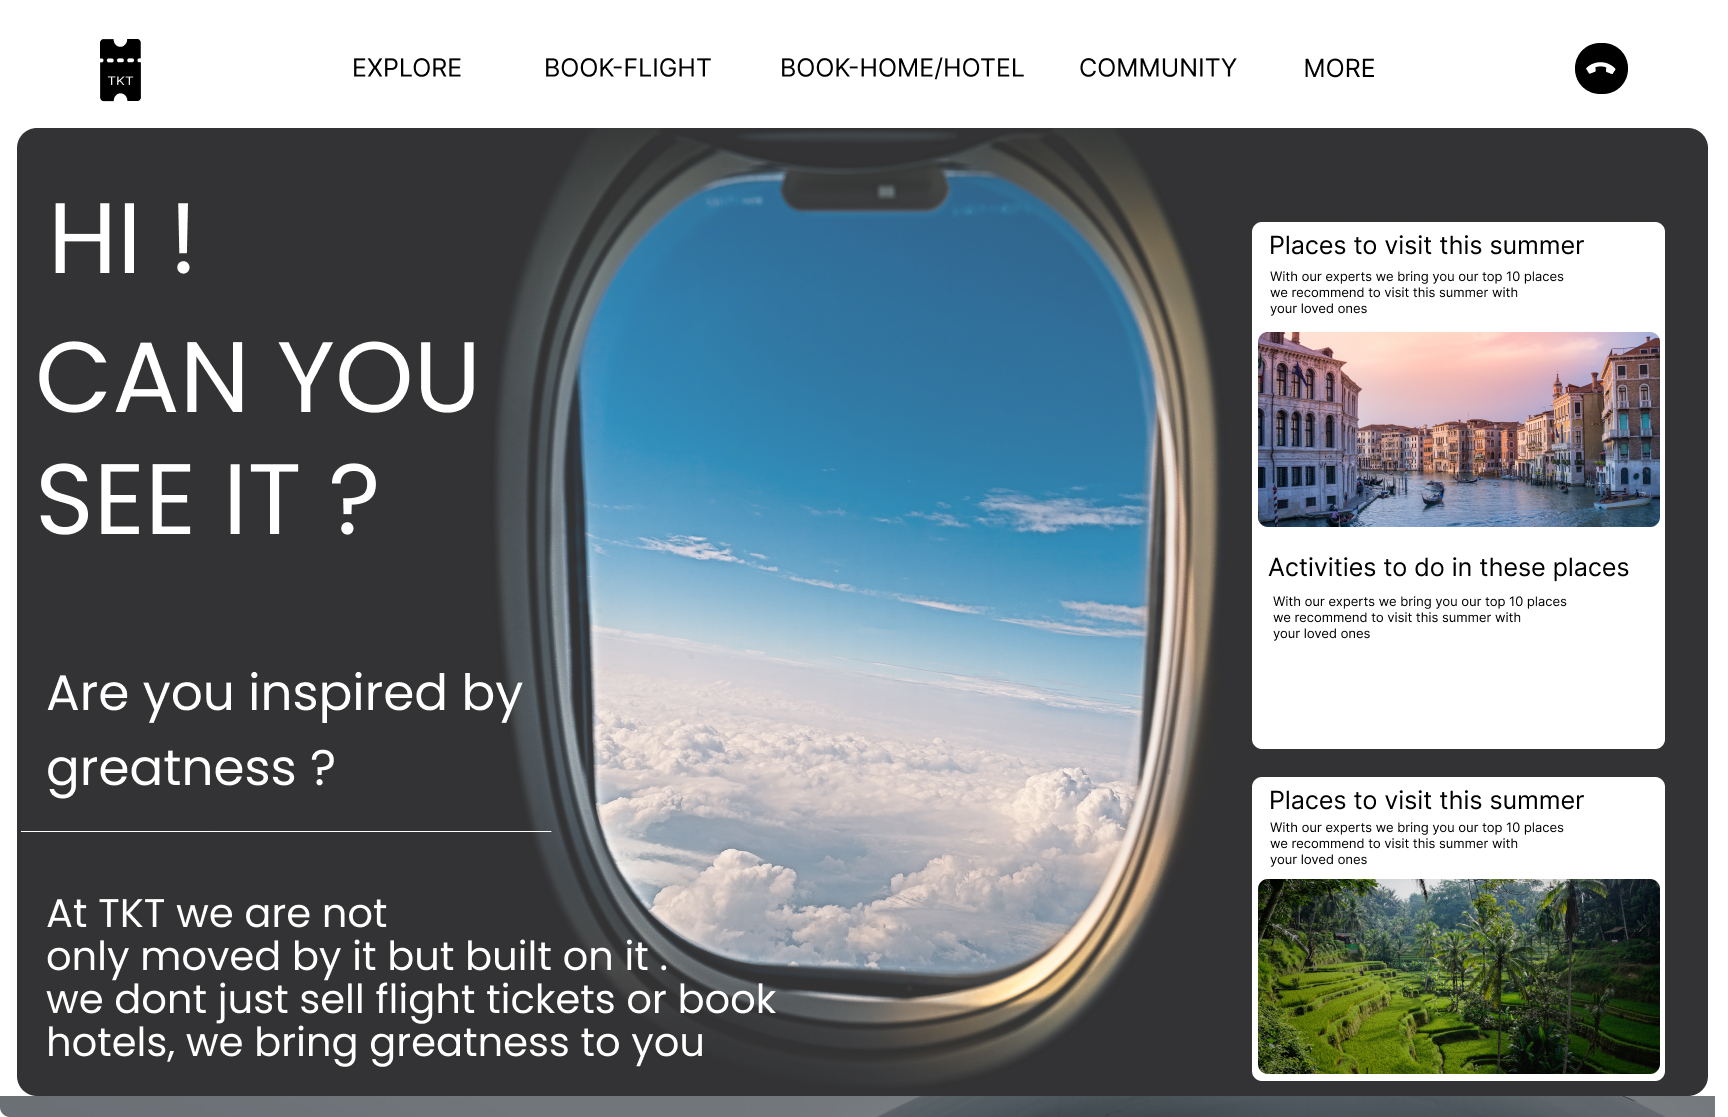 TKT
EXPLORE
BOOK-FLIGHT
BOOK-HOME/HOTEL
COMMUNITY
MORE
HI !
CAN YOU
SEE IT ?
Are you inspired by
greatness ?
At TKT we are not
only moved by it but built on it .
we dont just sell flight tickets or book
hotels, we bring greatness to you
Places to visit this summer
With our experts we bring you our top 10 places
we recommend to visit this summer with
your loved ones
Activities to do in these places
With our experts we bring you our top 10 places
we recommend to visit this summer with
your loved ones
Places to visit this summer
With our experts we bring you our top 10 places
we recommend to visit this summer with
your loved ones